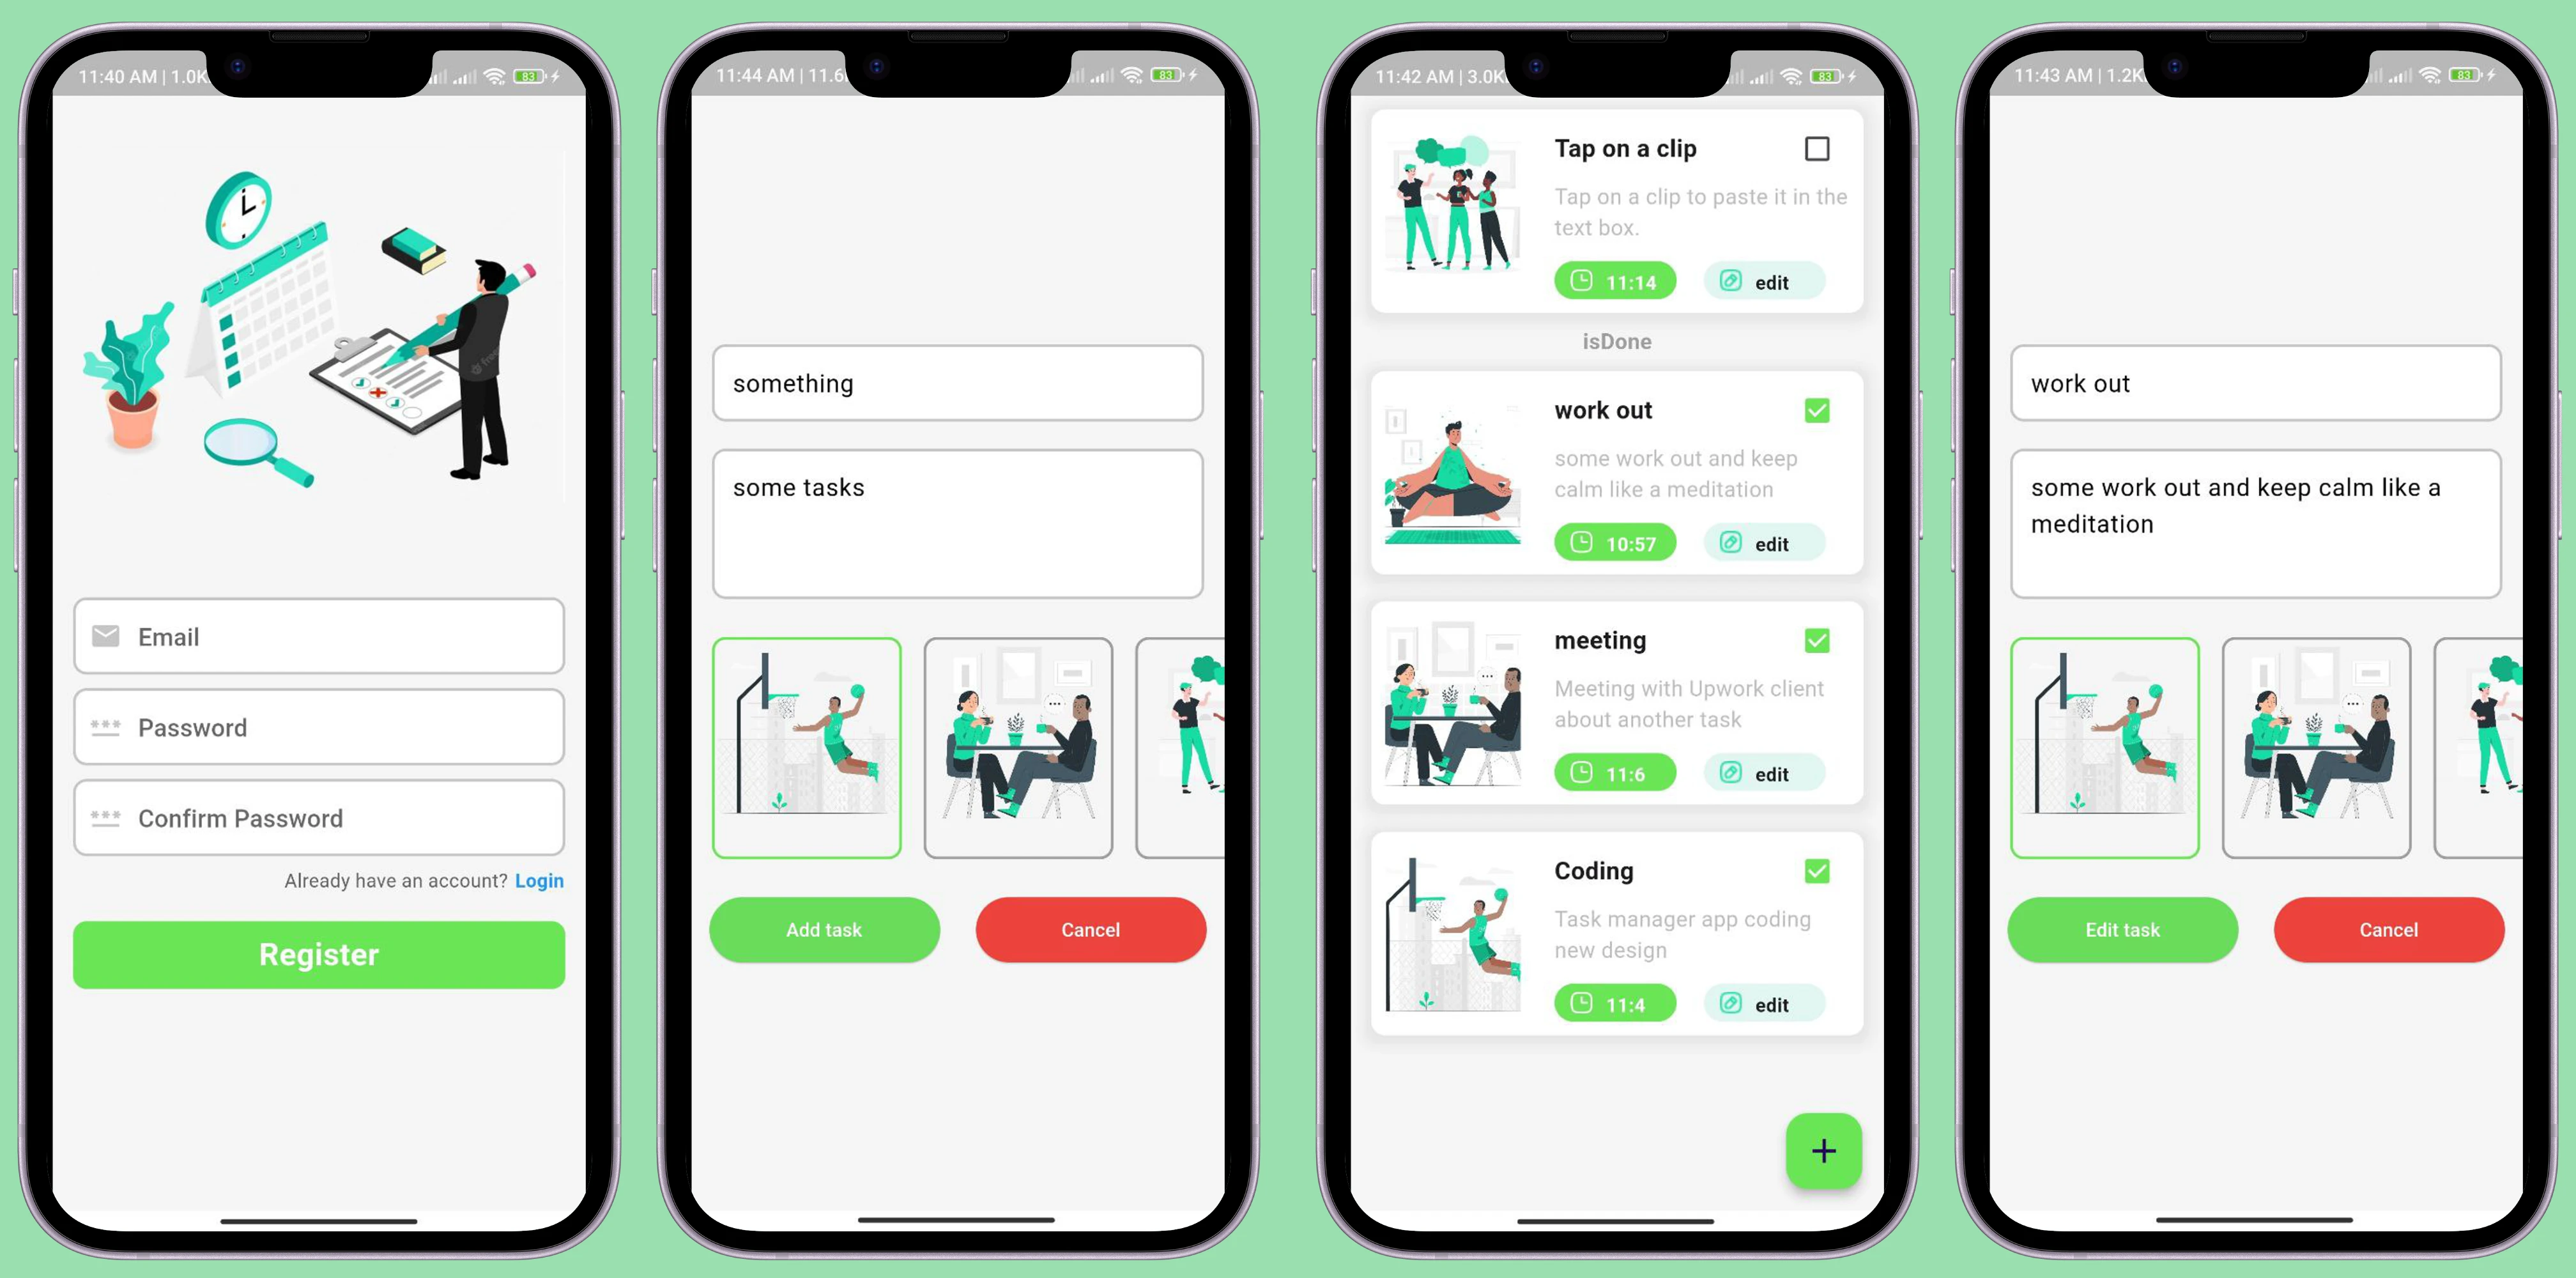 11:40 AM | 1.0K
83
Email
Password
Confirm Password
Already have an account? Login
Register
11:44 AM | 11.6
83
something
some tasks
Add task
Cancel
11:42 AM | 3.0K
83
Tap on a clip
Tap on a clip to paste it in the
text box.
11:14
edit
isDone
work out
some work out and keep
calm like a meditation
10:57
edit
meeting
Meeting with Upwork client
about another task
11:6
edit
Coding
Task manager app coding
new design
11:4
edit
11:43 AM | 1.2K
83
work out
some work out and keep calm like a
meditation
Edit task
Cancel